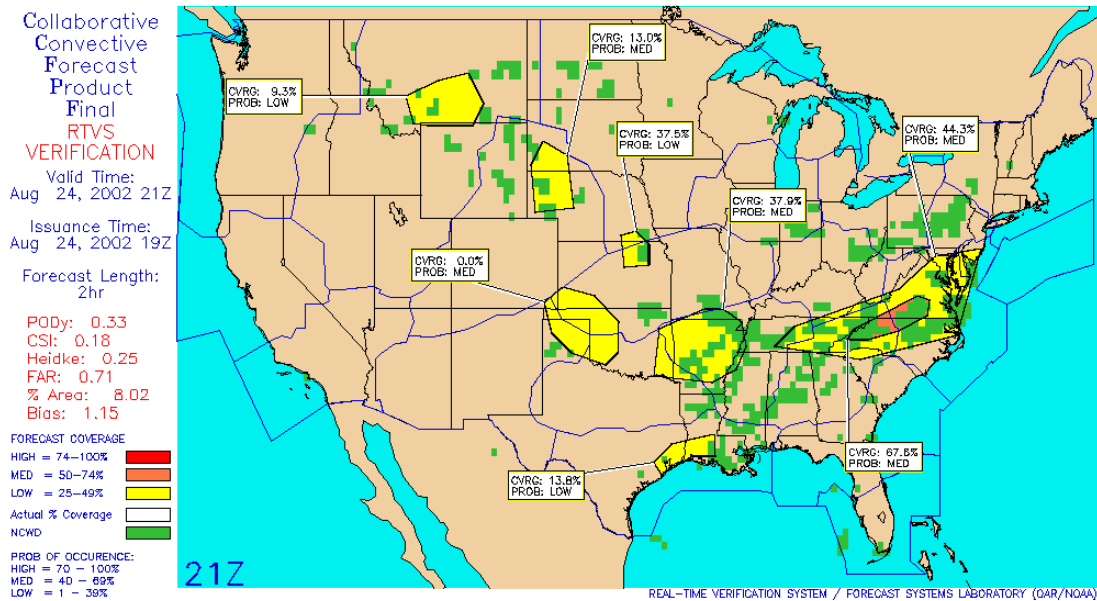 Collaborative
Convective
Forecast
Product
Final
RTVS
VERIFICATION
Valid Time:
Aug 24, 2002 21Z
Issuance Time:
Aug 24, 2002 19Z
Forecast Length:
2hr
PODy: 0.33
CSI: 0.18
Heidke: 0.25
FAR: 0.71
% Area: 8.02
Bias: 1.15
FORECAST COVERAGE
HIGH = 74-100%
MED = 50-74%
LOW = 25-49%
Actual % Coverage
NCWD
PROB OF OCCURENCE:
HIGH = 70 - 100%
MED = 40 - 69%
LOW = 1 - 39%
CVRG: 13.0%
PROB: MED
CVRG: 9.3%
PROB: LOW
CVRG: 37.5%
PROB: LOW
CVRG: 44.3%
PROB: MED
CVRG: 37.9%
PROB: MED
CVRG: 0.0%
PROB: MED
CVRG: 67.6%
PROB: MED
CVRG: 13.8%
PROB: LOW
21Z
REAL-TIME VERIFICATION SYSTEM / FORECAST SYSTEMS LABORATORY (OAR/NOAA)